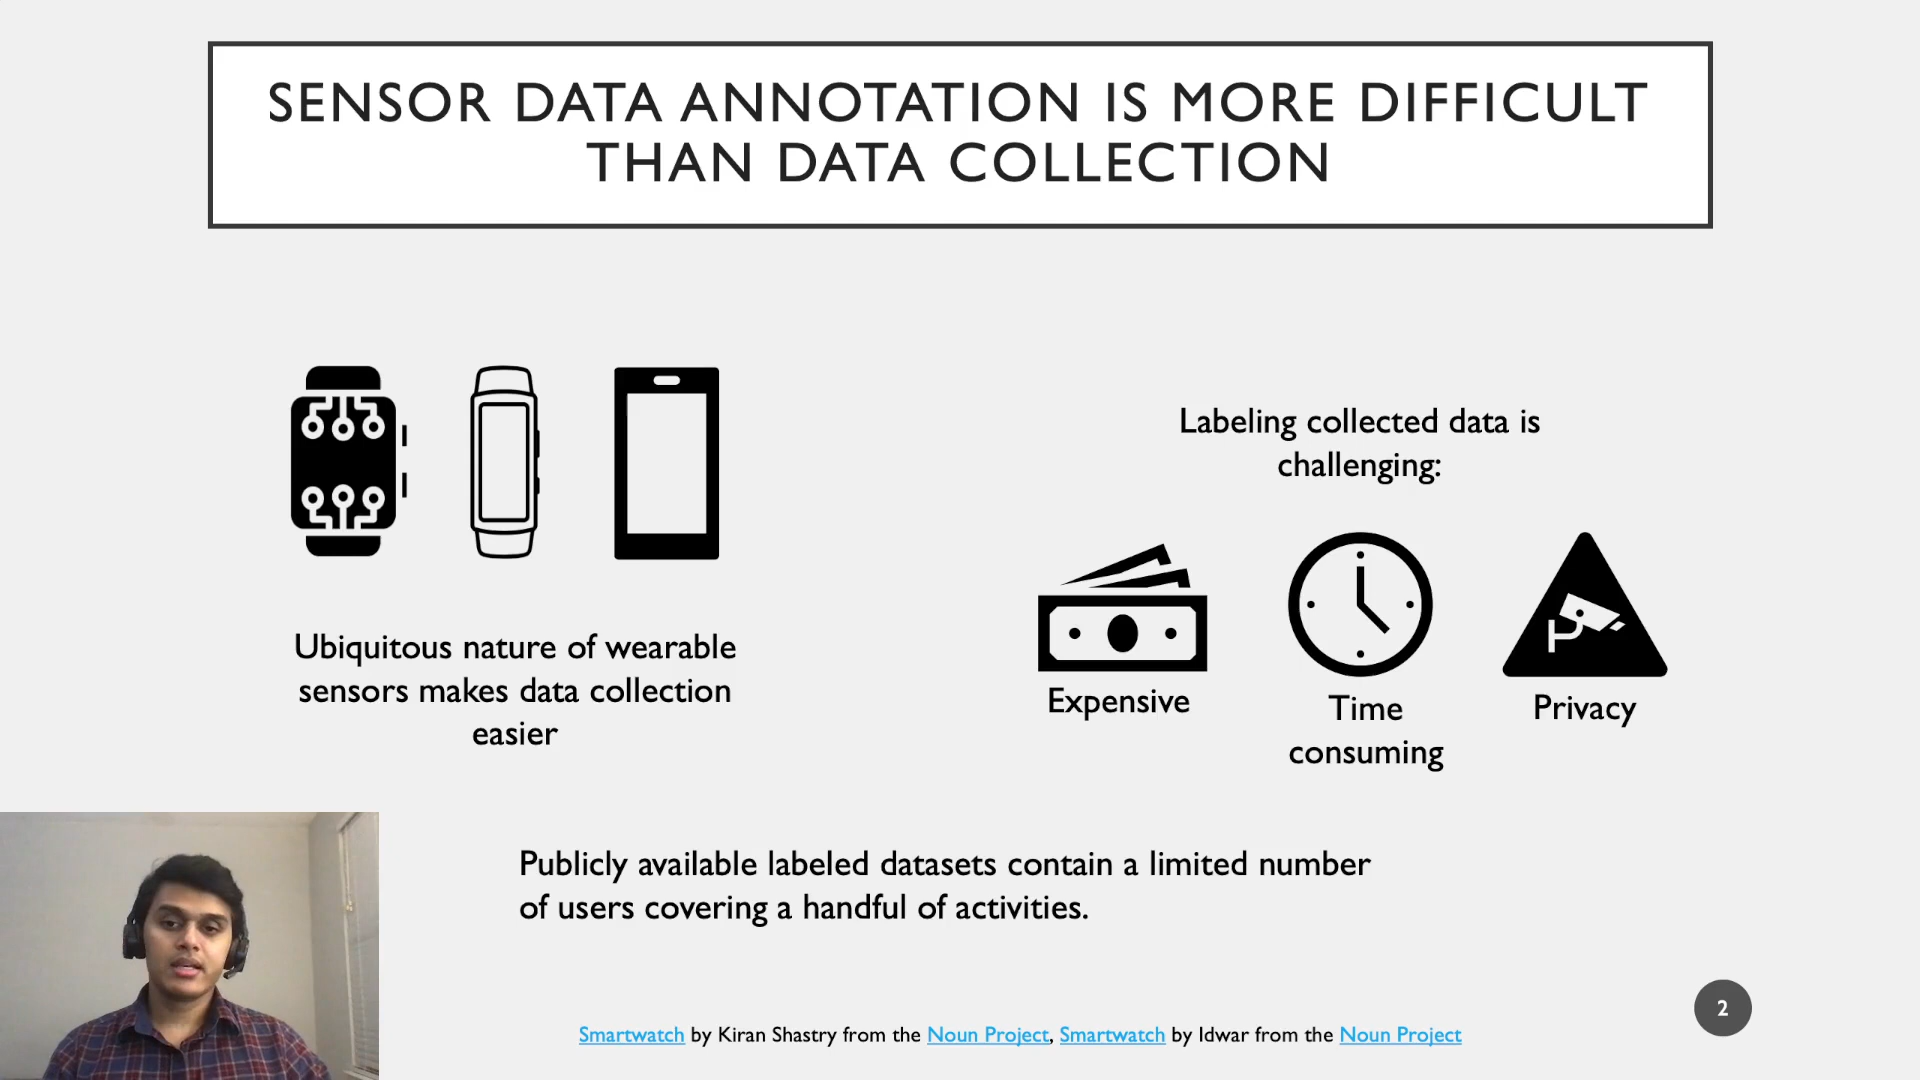 SENSOR DATA ANNOTATION IS MORE DIFFICULT
THAN DATA COLLECTION
Ubiquitous nature of wearable
sensors makes data collection
easier
Labeling collected data is
challenging:
Expensive
Time
consuming
Privacy
Publicly available labeled datasets contain a limited number
of users covering a handful of activities.
2
Smartwatch by Kiran Shastry from the Noun Project, Smartwatch by Idwar from the Noun Project